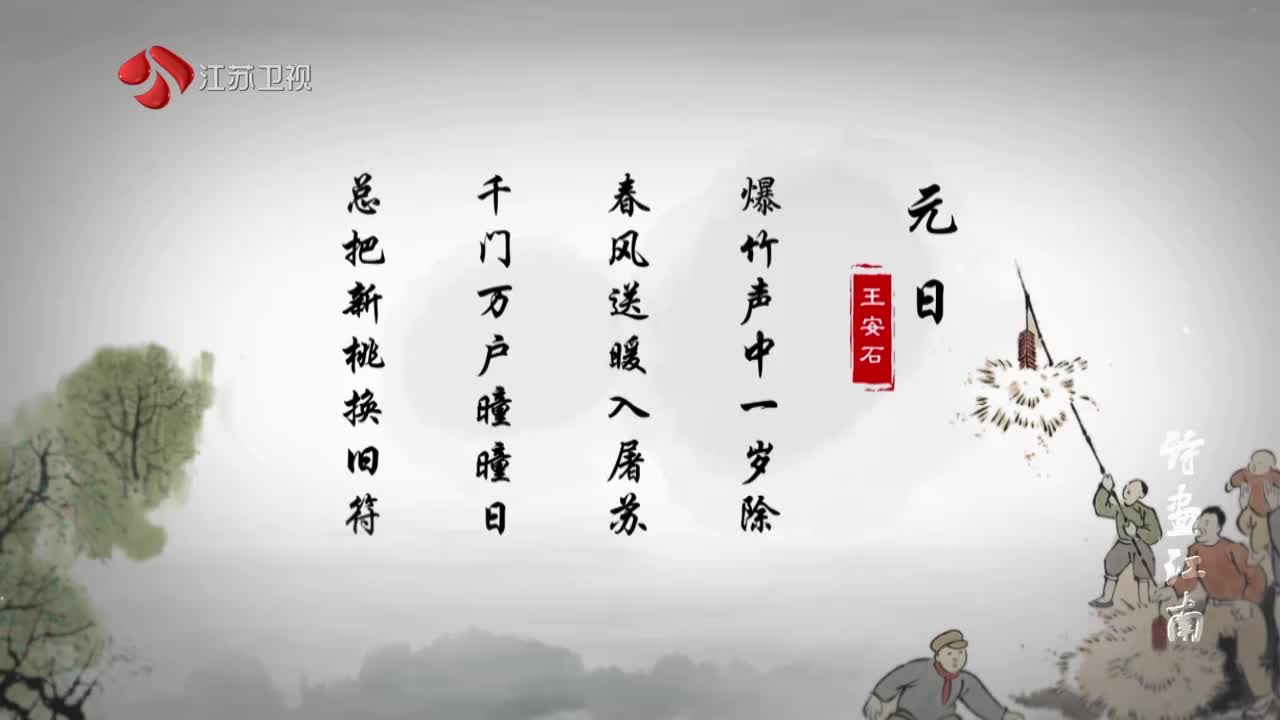 江苏卫视
元日
王安石
爆竹声中一岁除
春风送暖入屠苏
千门万户曈曈日
总把新桃换旧符
诗画江南